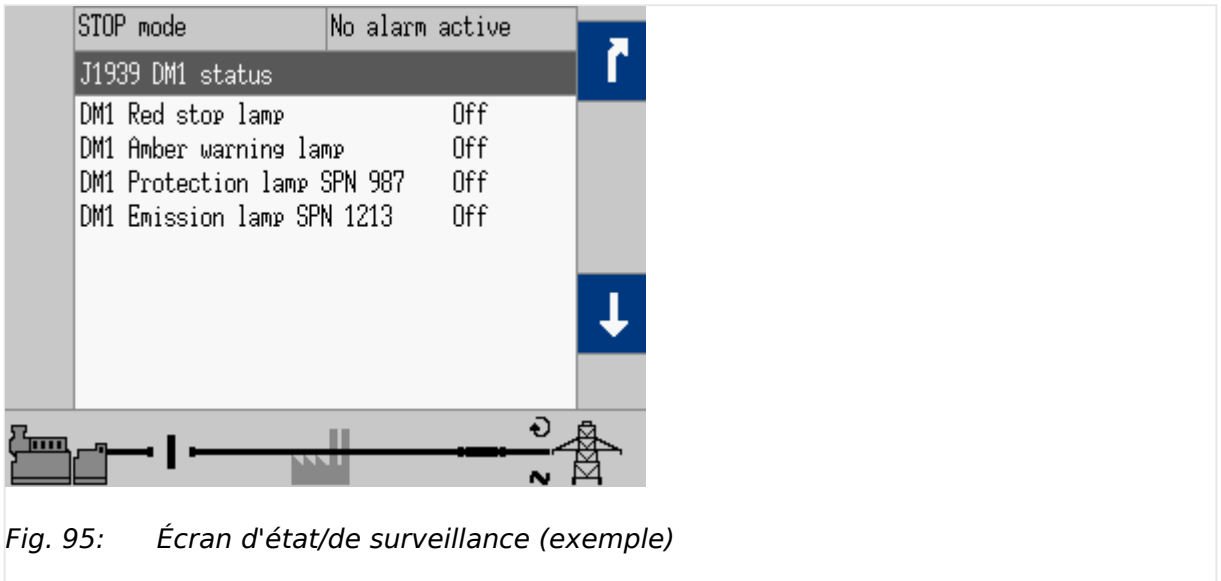 STOP mode No alarm active
J1939 DM1 status
DM1 Red stop lamp Off
DM1 Amber warning lamp Off
DM1 Protection lamp SPN 987 Off
DM1 Emission lamp SPN 1213 Off
Fig. 95: Écran d'état/de surveillance (exemple)